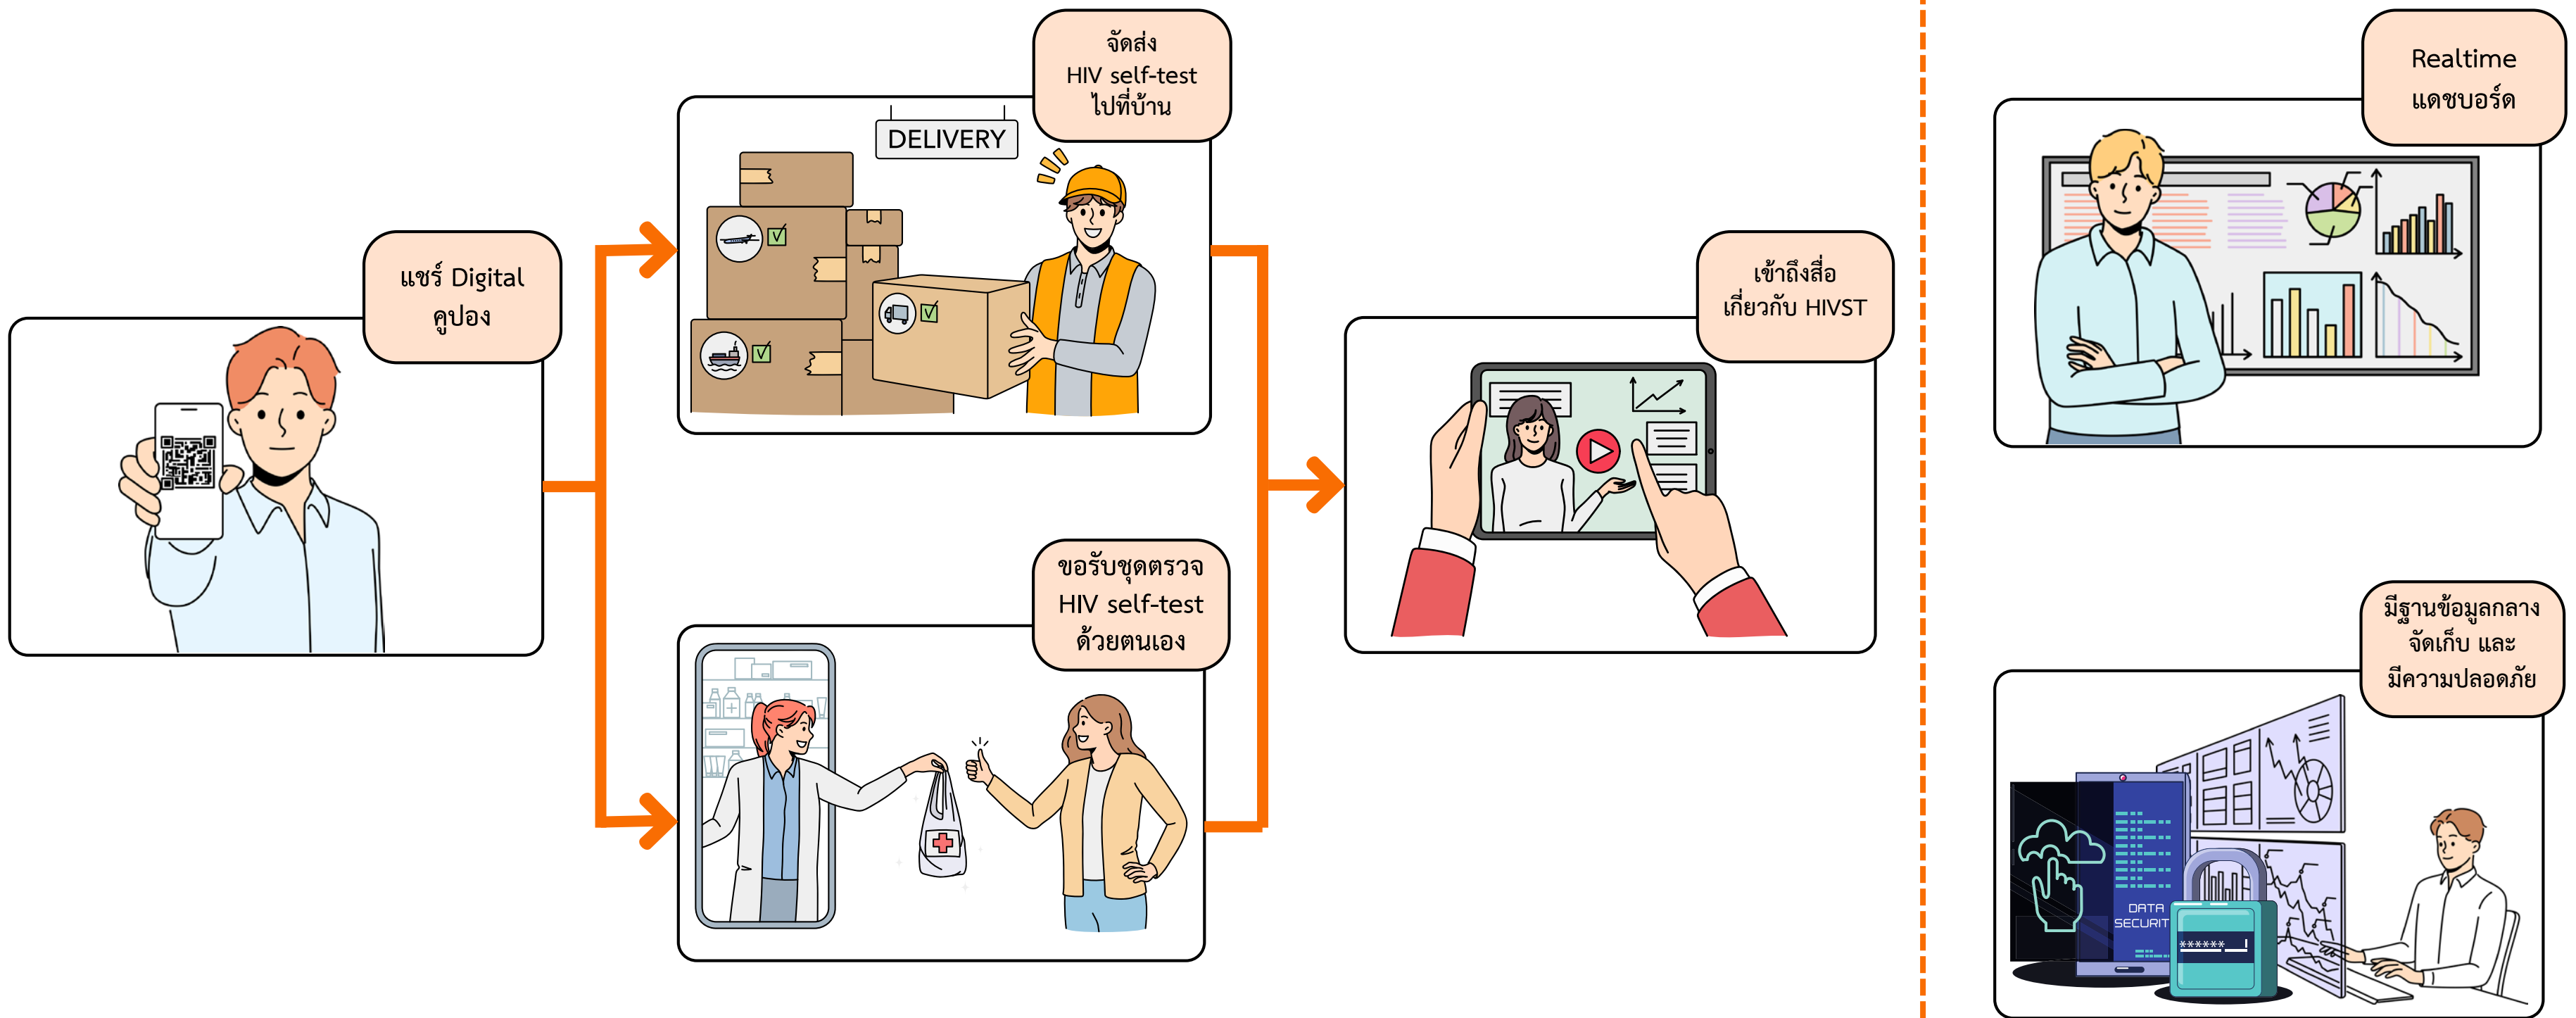 แชร์ Digital
คูปอง
จัดส่ง
HIV self-test
ไปที่บ้าน
DELIVERY
ขอรับชุดตรวจ
HIV self-test
ด้วยตนเอง
เข้าถึงสื่อ
เกี่ยวกับ HIVST
Realtime
แดชบอร์ด
มีฐานข้อมูลกลาง
จัดเก็บ และ
มีความปลอดภัย
DATA
SECURIT
******